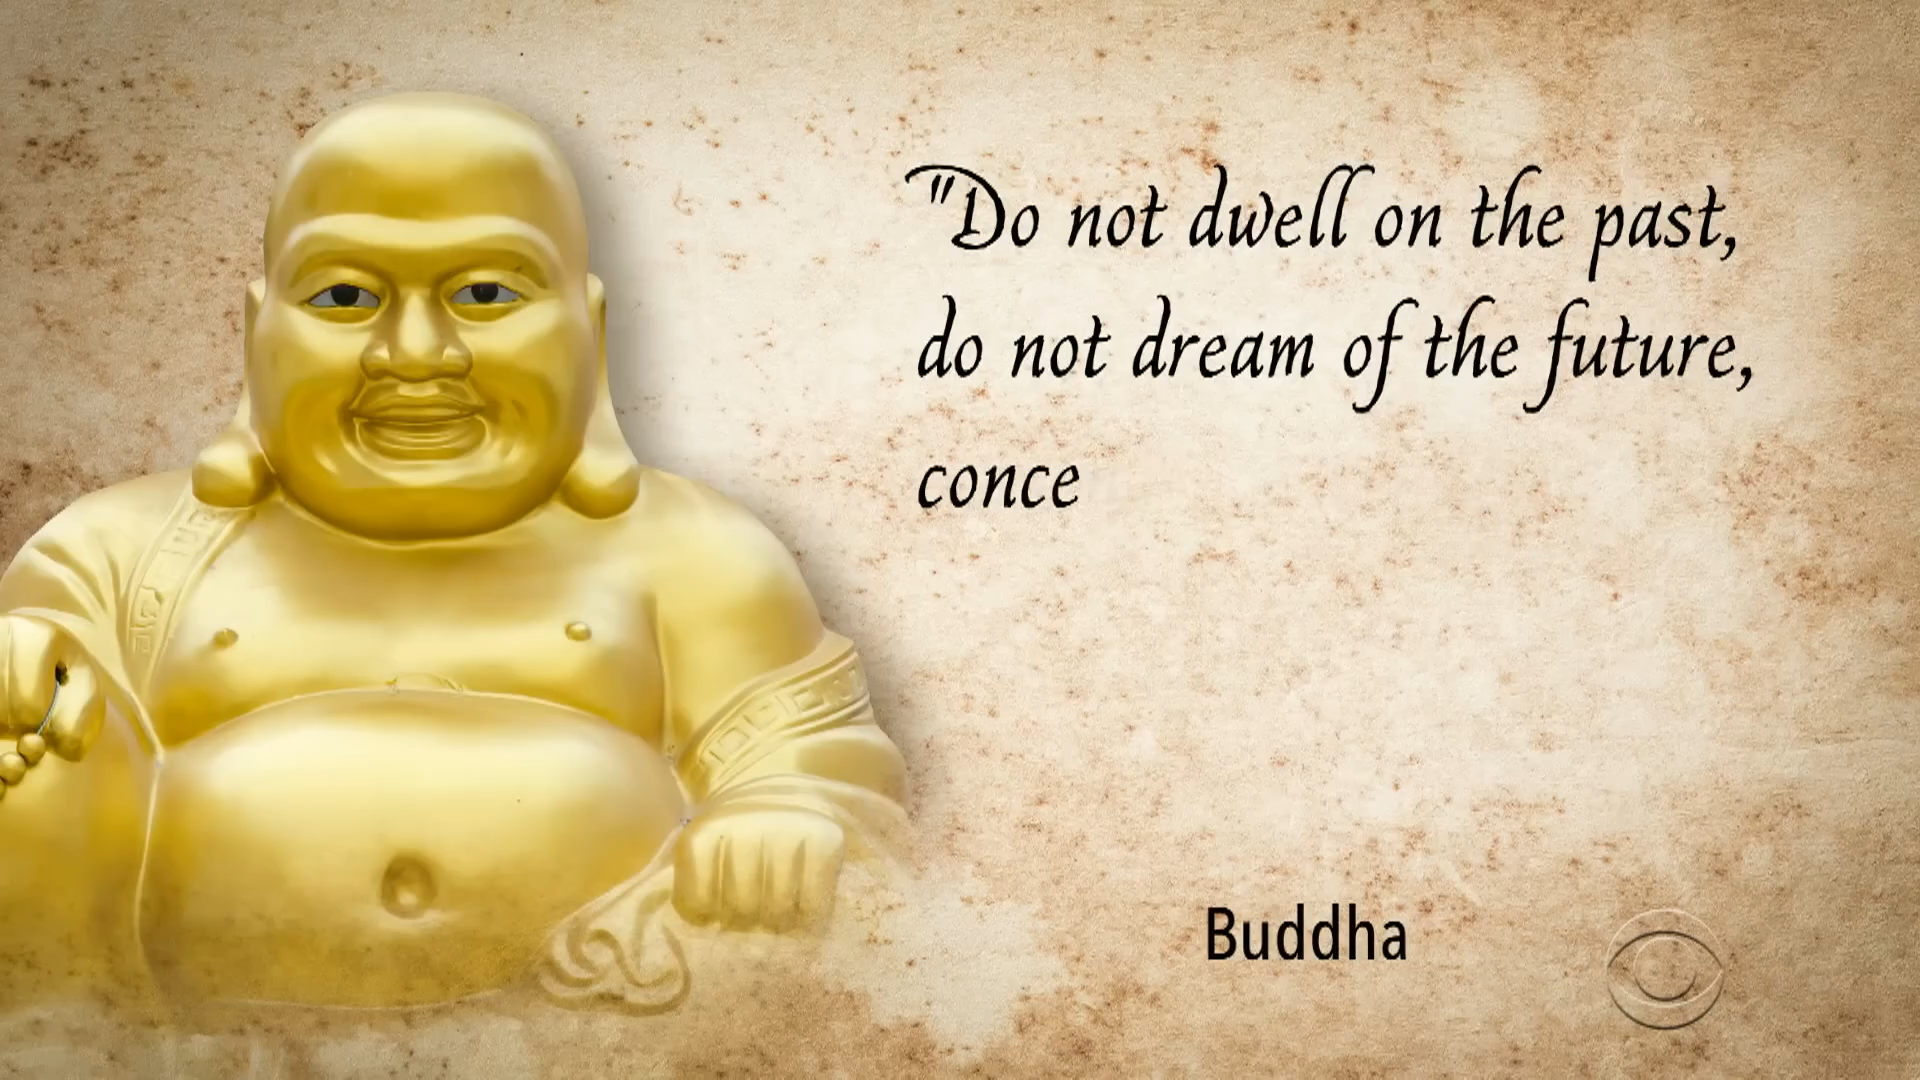 "Do not dwell on the past,
do not dream of the future,
conce
Buddha